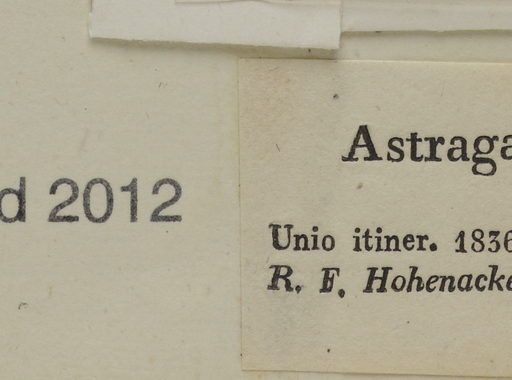 d 2012
Astraga
Unio itiner. 1836
R. F. Hohenacke